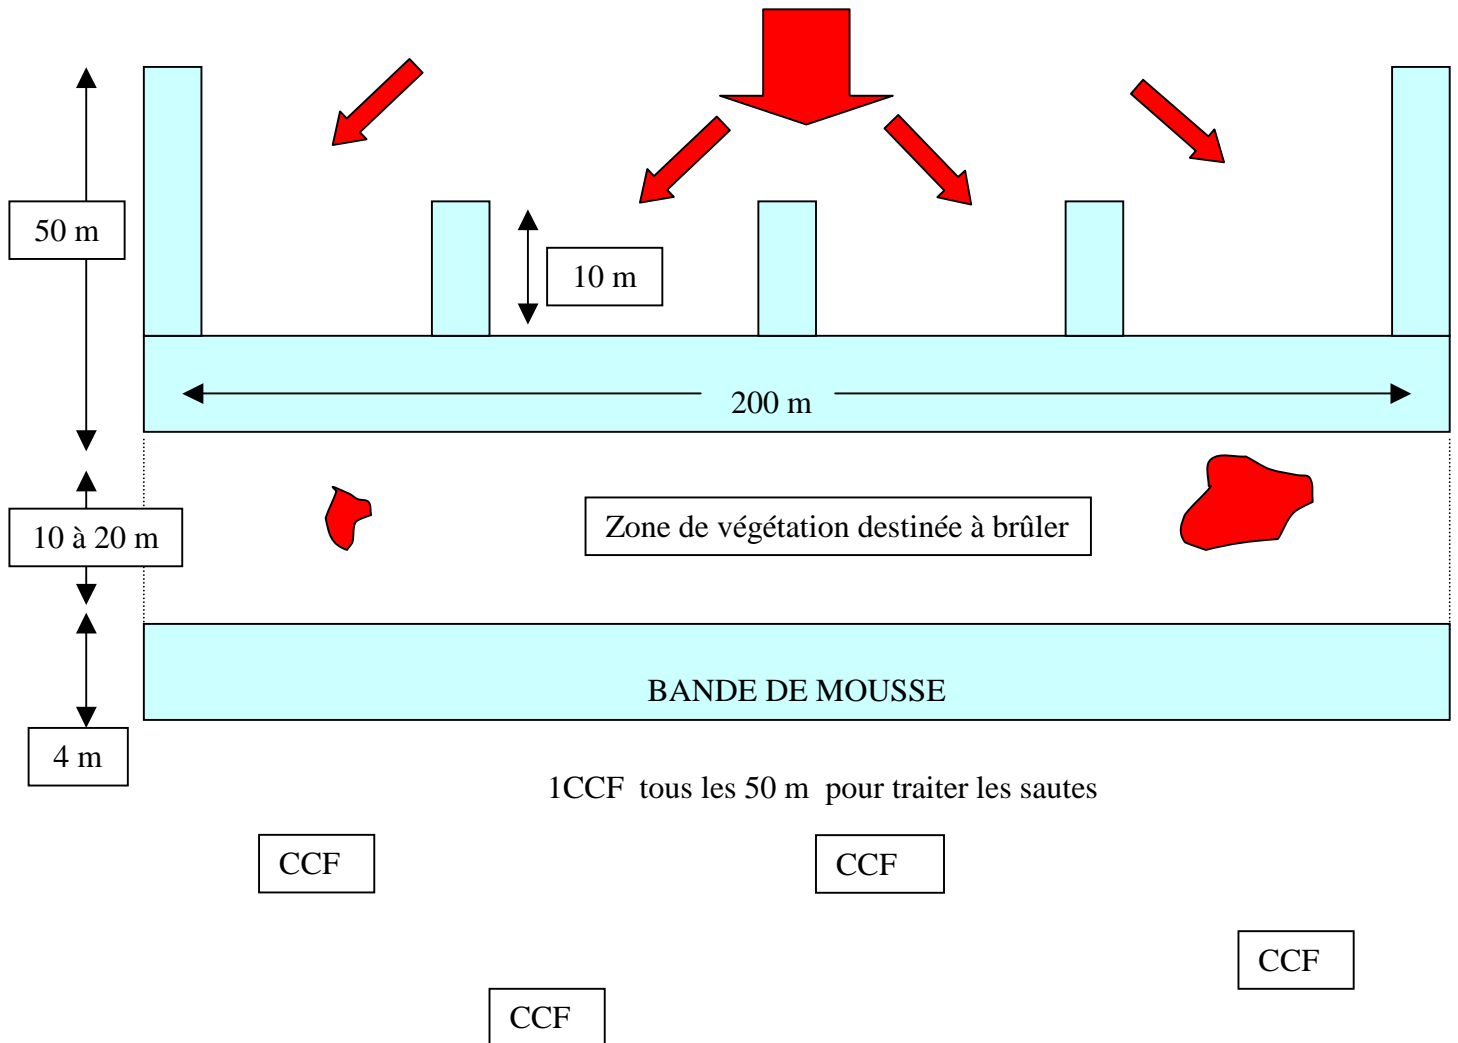 50 m
10 m
200 m
10 à 20 m
Zone de végétation destinée à brûler
BANDE DE MOUSSE
4 m
1CCF tous les 50 m pour traiter les sautes
CCF
CCF
CCF
CCF